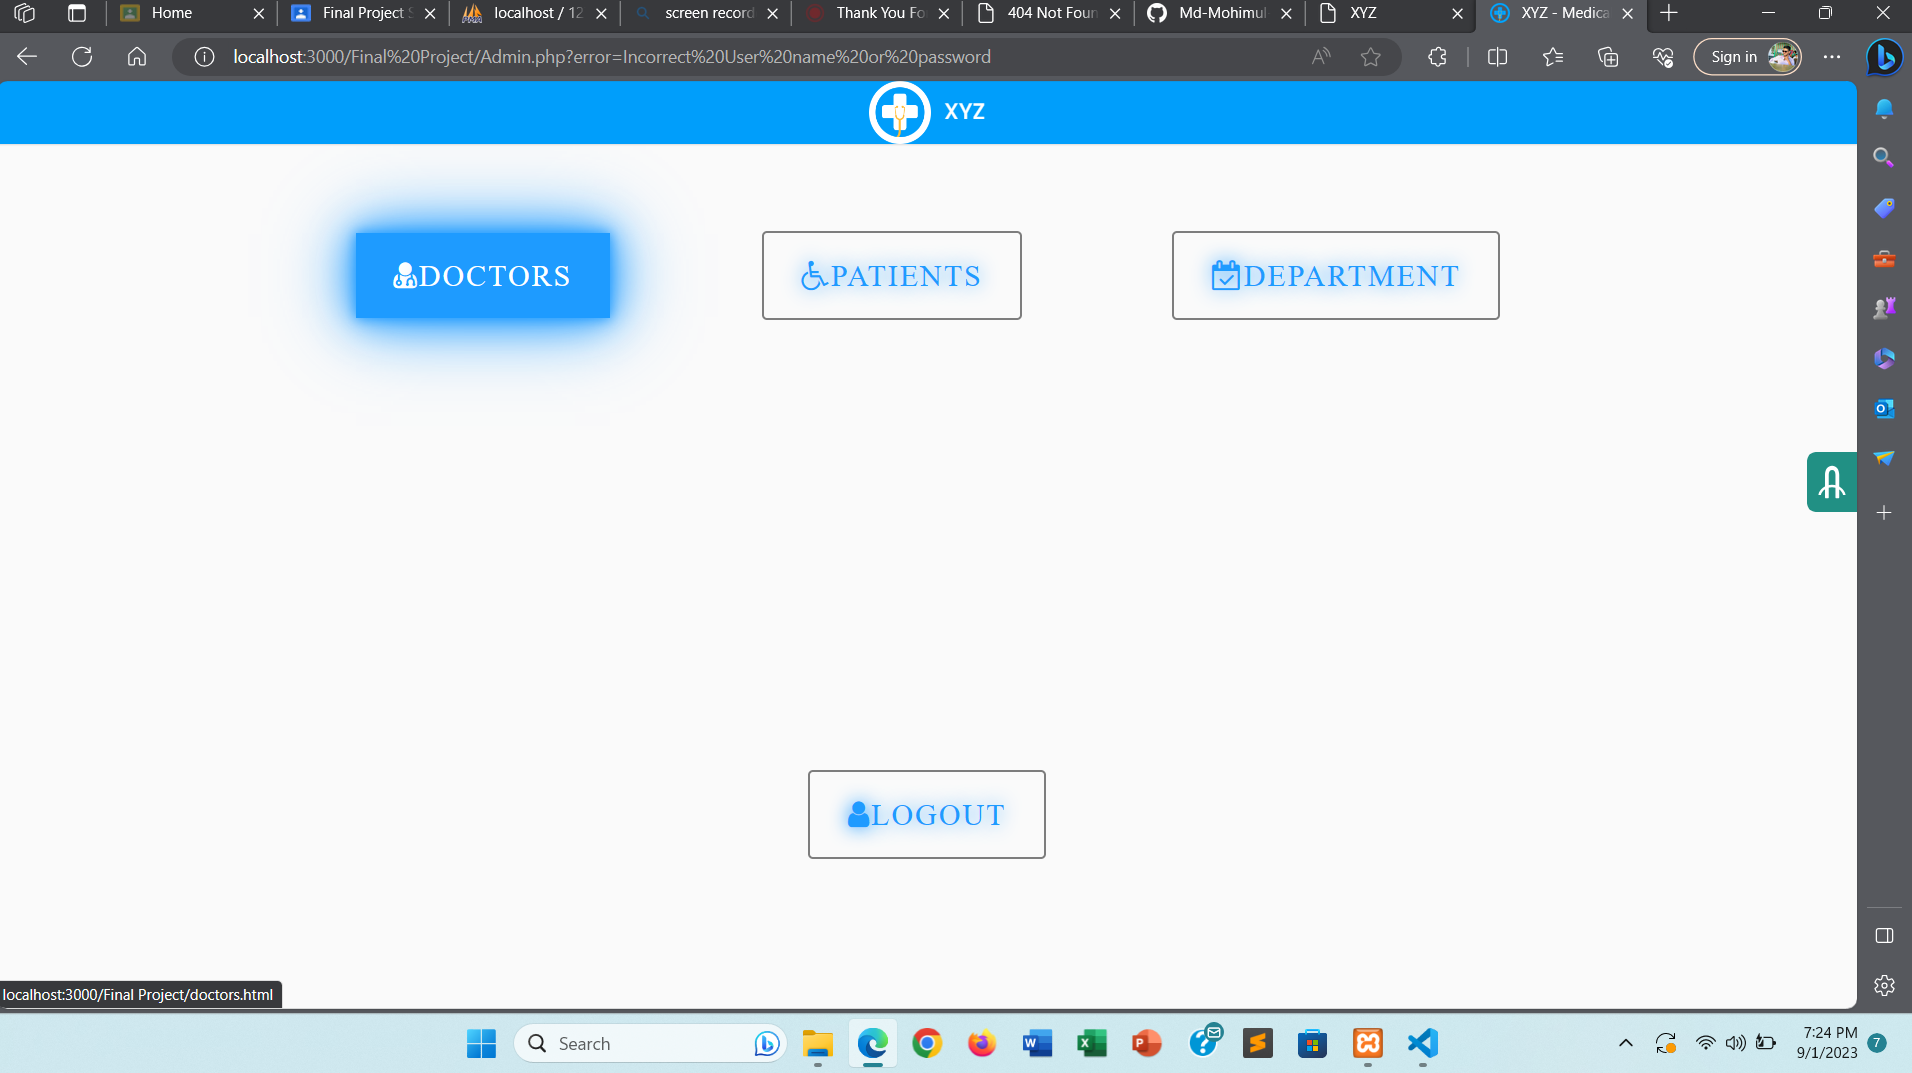 Home
Final Project S
localhost / 12
screen record
Thank You Fo
404 Not Foun
Md-Mohimul
XYZ
XYZ - Medica
localhost:3000/Final%20Project/Admin.php?error=Incorrect%20User%20name%20or%20password
Sign in
XYZ
DOCTORS
PATIENTS
DEPARTMENT
LOGOUT
localhost:3000/Final Project/doctors.html
Search
7:24 PM
9/1/2023
7